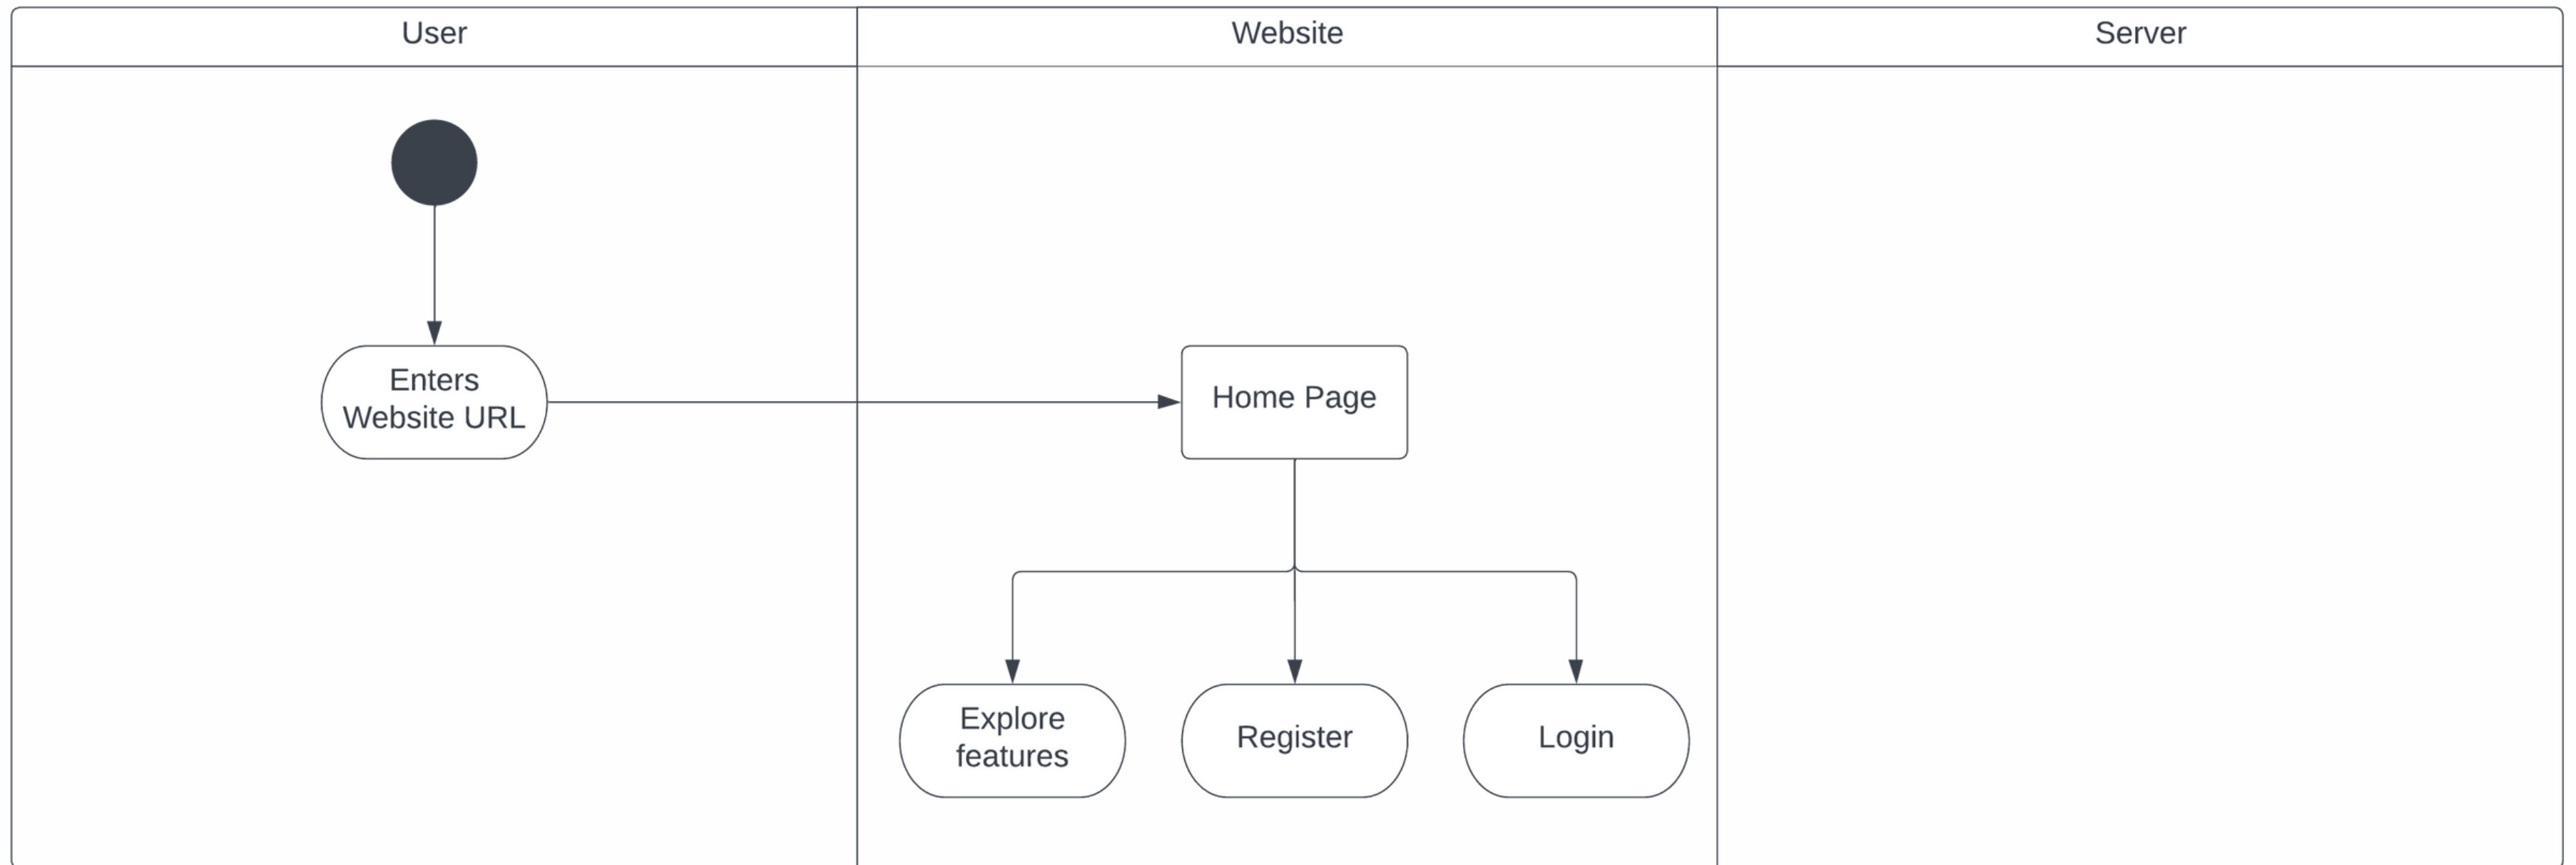 User
Website
Server
Enters
Website URL
Home Page
Explore
features
Register
Login